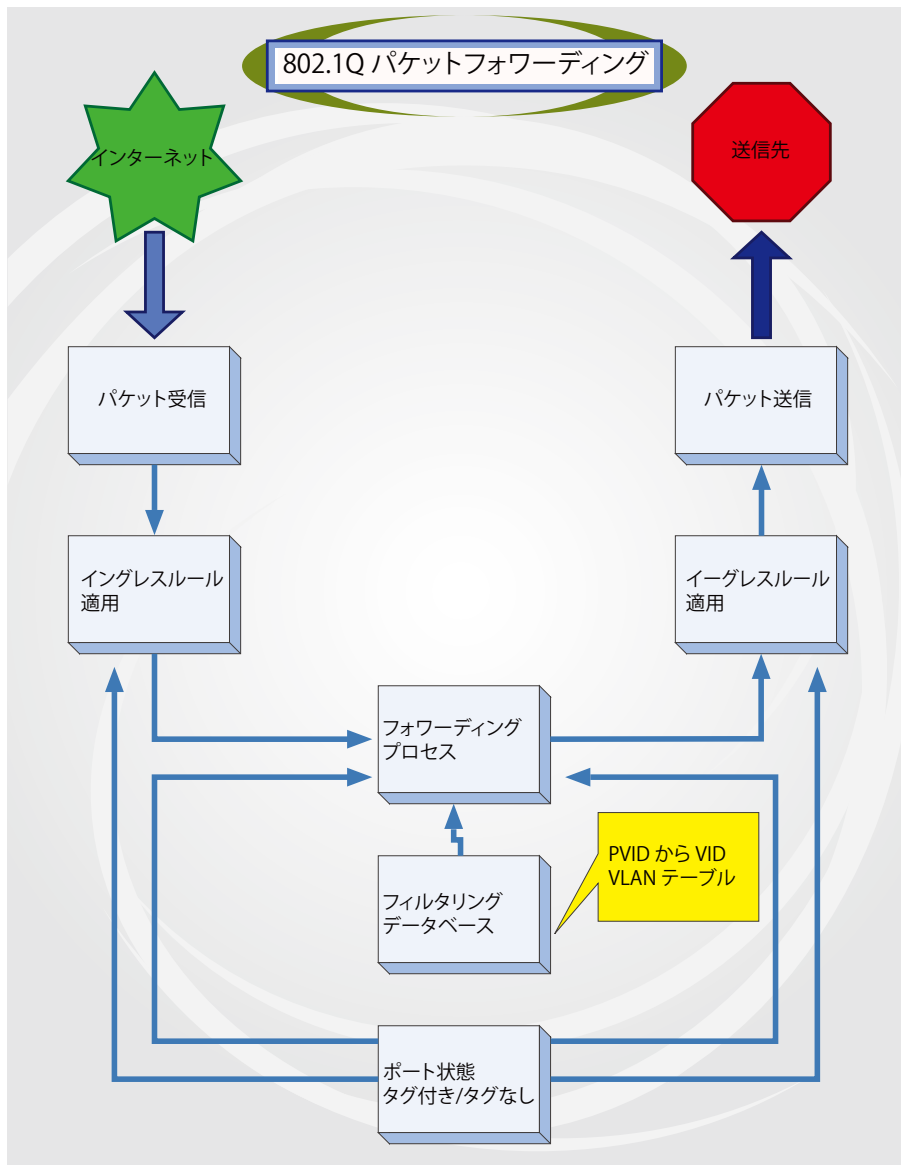 802.1Q パケットフォワーディング
インターネット
送信先
パケット受信
パケット送信
イングレスルール
適用
イーグレスルール
適用
フォワーディング
プロセス
PVID から VID
VLAN テーブル
フィルタリング
データベース
ポート状態
タグ付き/タグなし